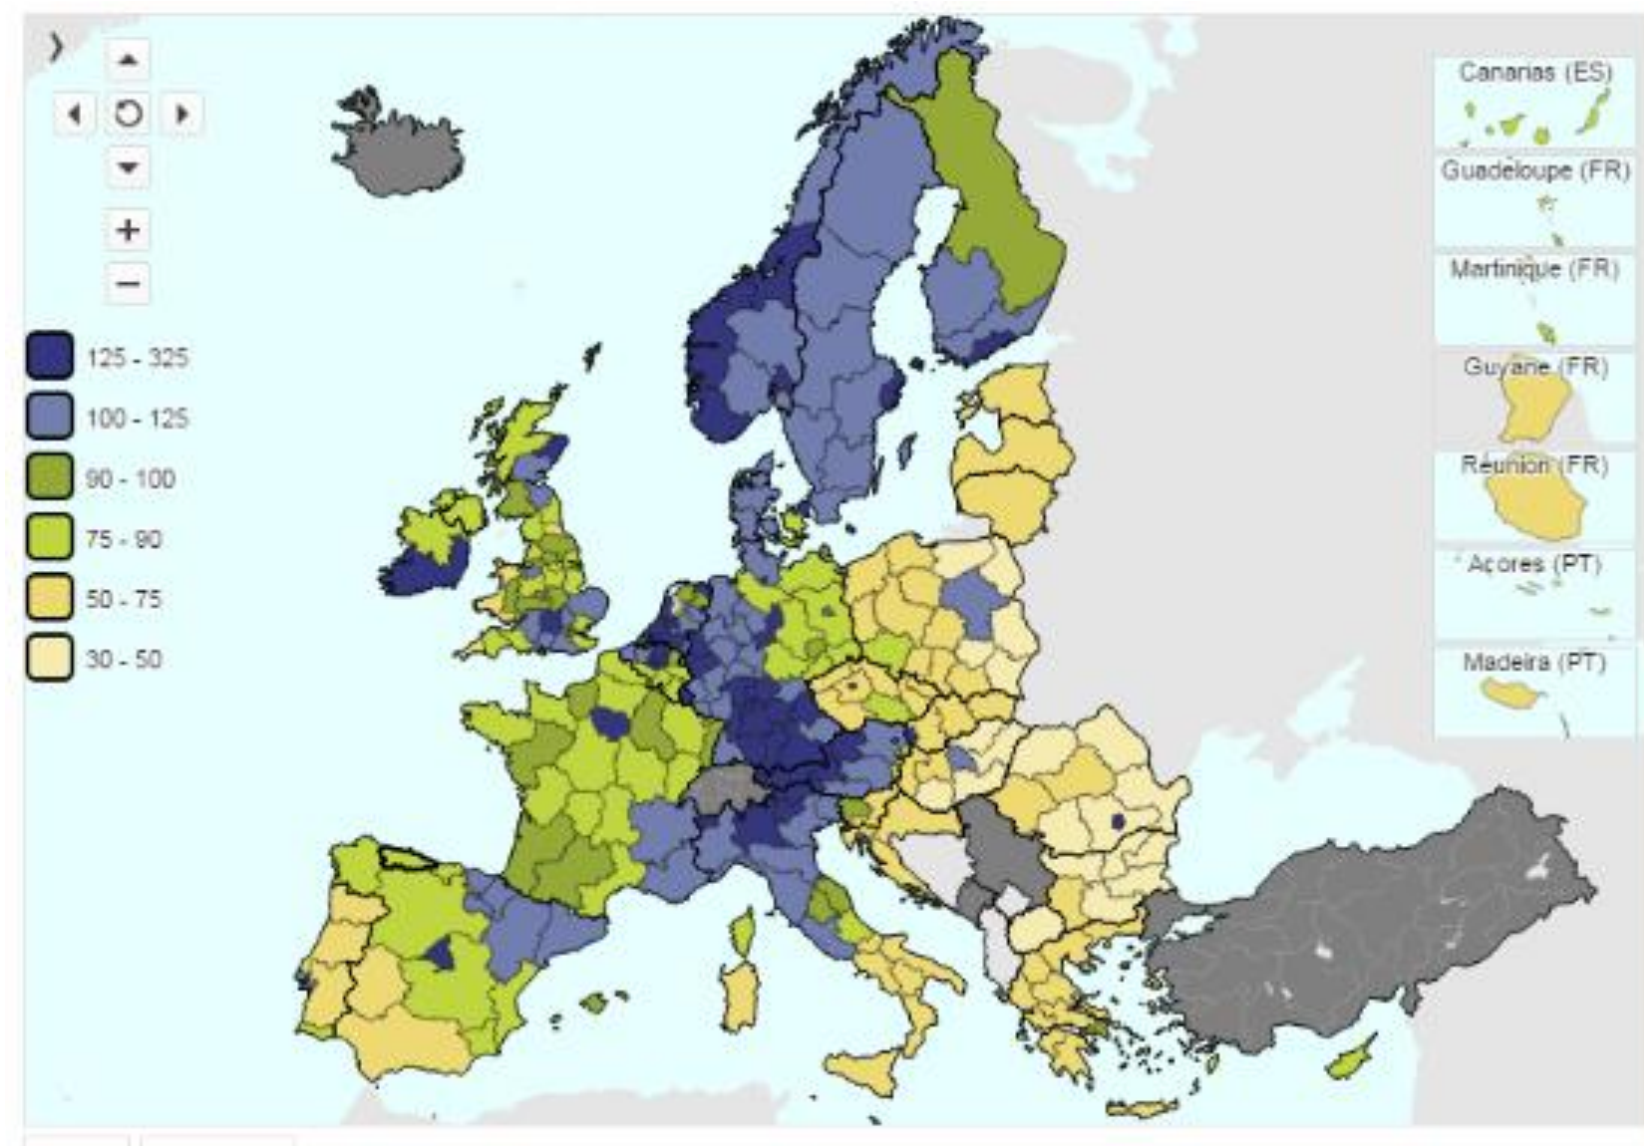 125 - 325
100 - 125
90 - 100
75 - 90
50 - 75
30 - 50
Canarias (ES)
Guadeloupe (FR)
Martinique (FR)
Guyane (FR)
Réunion (FR)
Açores (PT)
Madeira (PT)